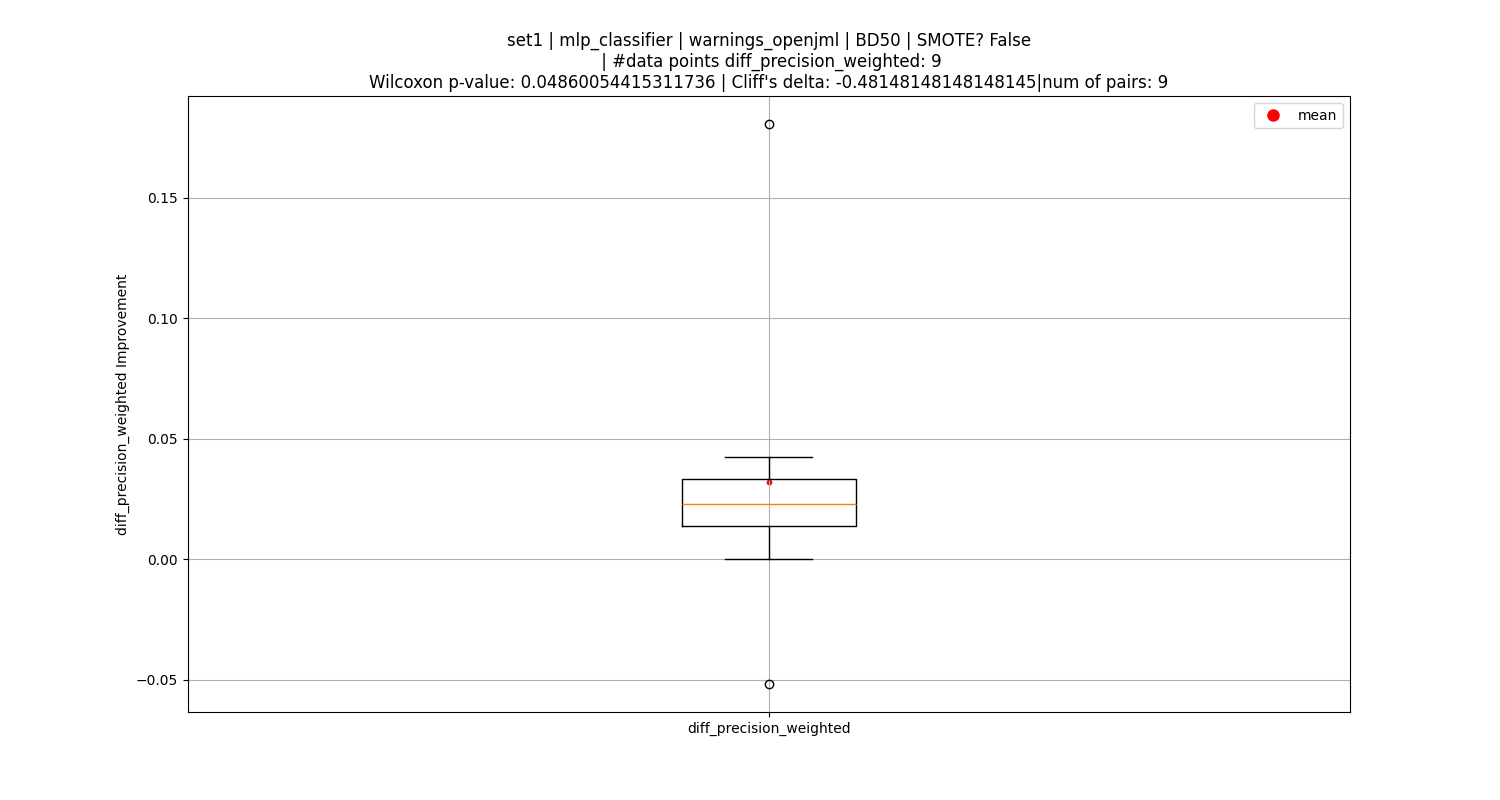 set1 | mlp_classifier | warnings_openjml | BD50 | SMOTE? False
| #data points diff_precision_weighted: 9
Wilcoxon p-value: 0.04860054415311736 | Cliff's delta: -0.48148148148148145|num of pairs: 9
mean
0.15
0.10
0.05
0.00
−0.05
diff_precision_weighted Improvement
diff_precision_weighted